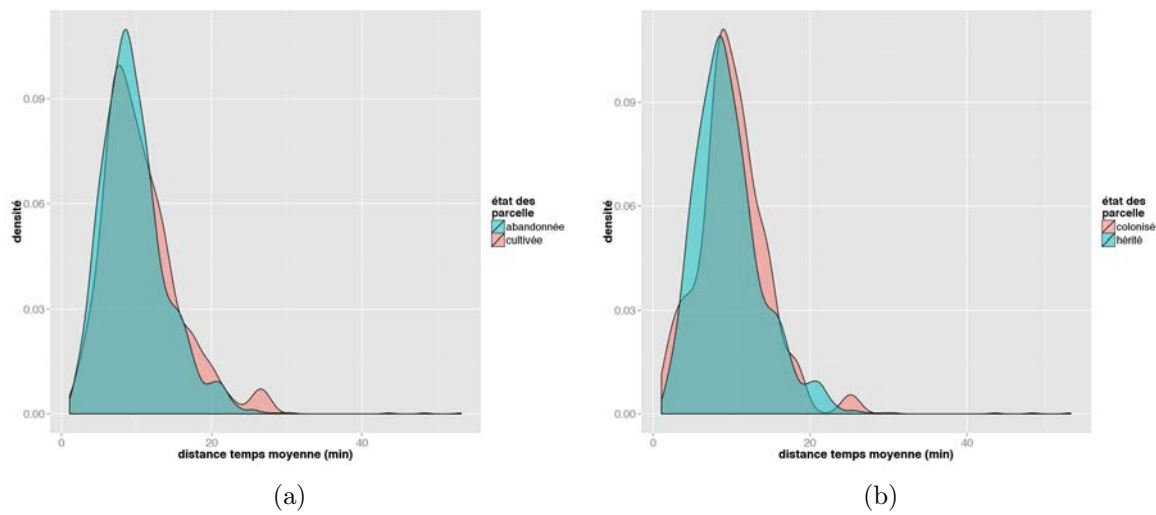 0.09
0.06
0.03
0.00
densité
0
20
40
distance temps moyenne (min)
état des
parcelle
abandonnée
cultivée
(a)
0.09
0.06
0.03
0.00
densité
0
20
40
distance temps moyenne (min)
état des
parcelle
colonisé
hérité
(b)